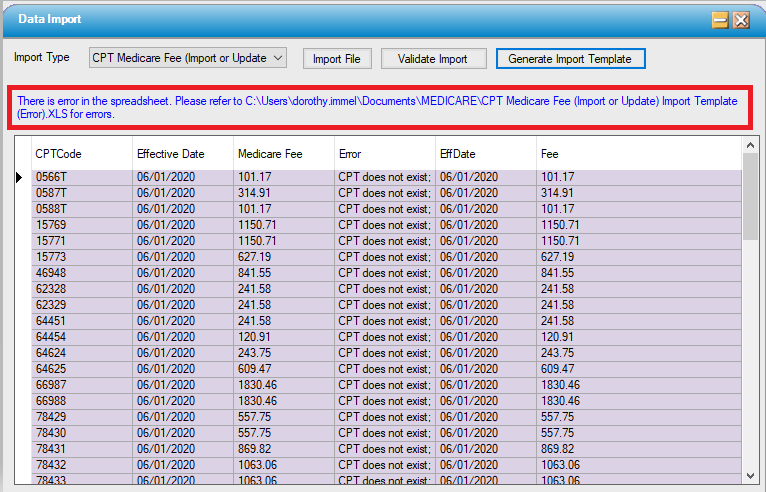 Data Import
Import Type CPT Medicare Fee (Import or Update Import File Validate Import Generate Import Template
There is error in the spreadsheet. Please refer to C:\Users\dorothy.immel\Documents\MEDICARE\CPT Medicare Fee (Import or Update) Import Template
(Error).XLS for errors.
CPTCode Effective Date Medicare Fee Error EffDate Fee
0566T 06/01/2020 101.17 CPT does not exist; 06/01/2020 101.17
0587T 06/01/2020 314.91 CPT does not exist; 06/01/2020 314.91
0588T 06/01/2020 101.17 CPT does not exist; 06/01/2020 101.17
15769 06/01/2020 1150.71 CPT does not exist; 06/01/2020 1150.71
15771 06/01/2020 1150.71 CPT does not exist; 06/01/2020 1150.71
15773 06/01/2020 627.19 CPT does not exist; 06/01/2020 627.19
46948 06/01/2020 841.55 CPT does not exist; 06/01/2020 841.55
62328 06/01/2020 241.58 CPT does not exist; 06/01/2020 241.58
62329 06/01/2020 241.58 CPT does not exist; 06/01/2020 241.58
64451 06/01/2020 241.58 CPT does not exist; 06/01/2020 241.58
64454 06/01/2020 120.91 CPT does not exist; 06/01/2020 120.91
64624 06/01/2020 243.75 CPT does not exist; 06/01/2020 243.75
64625 06/01/2020 609.47 CPT does not exist; 06/01/2020 609.47
66987 06/01/2020 1830.46 CPT does not exist; 06/01/2020 1830.46
66988 06/01/2020 1830.46 CPT does not exist; 06/01/2020 1830.46
78429 06/01/2020 557.75 CPT does not exist; 06/01/2020 557.75
78430 06/01/2020 557.75 CPT does not exist; 06/01/2020 557.75
78431 06/01/2020 869.82 CPT does not exist; 06/01/2020 869.82
78432 06/01/2020 1063.06 CPT does not exist; 06/01/2020 1063.06
78433 06/01/2020 1063.06 CPT does not exist; 06/01/2020 1063.06